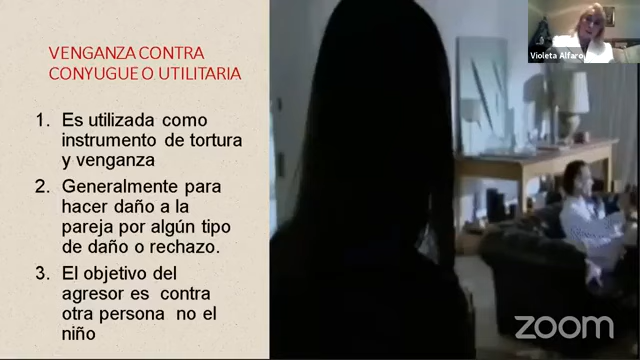 VENGANZA CONTRA
CONYUGUE O UTILITARIA
1. Es utilizada como
instrumento de tortura
y venganza
2. Generalmente para
hacer daño a la
pareja por algún tipo
de daño o rechazo.
3. El objetivo del
agresor es contra
otra persona no el
niño
Violeta Alfaro
zoom